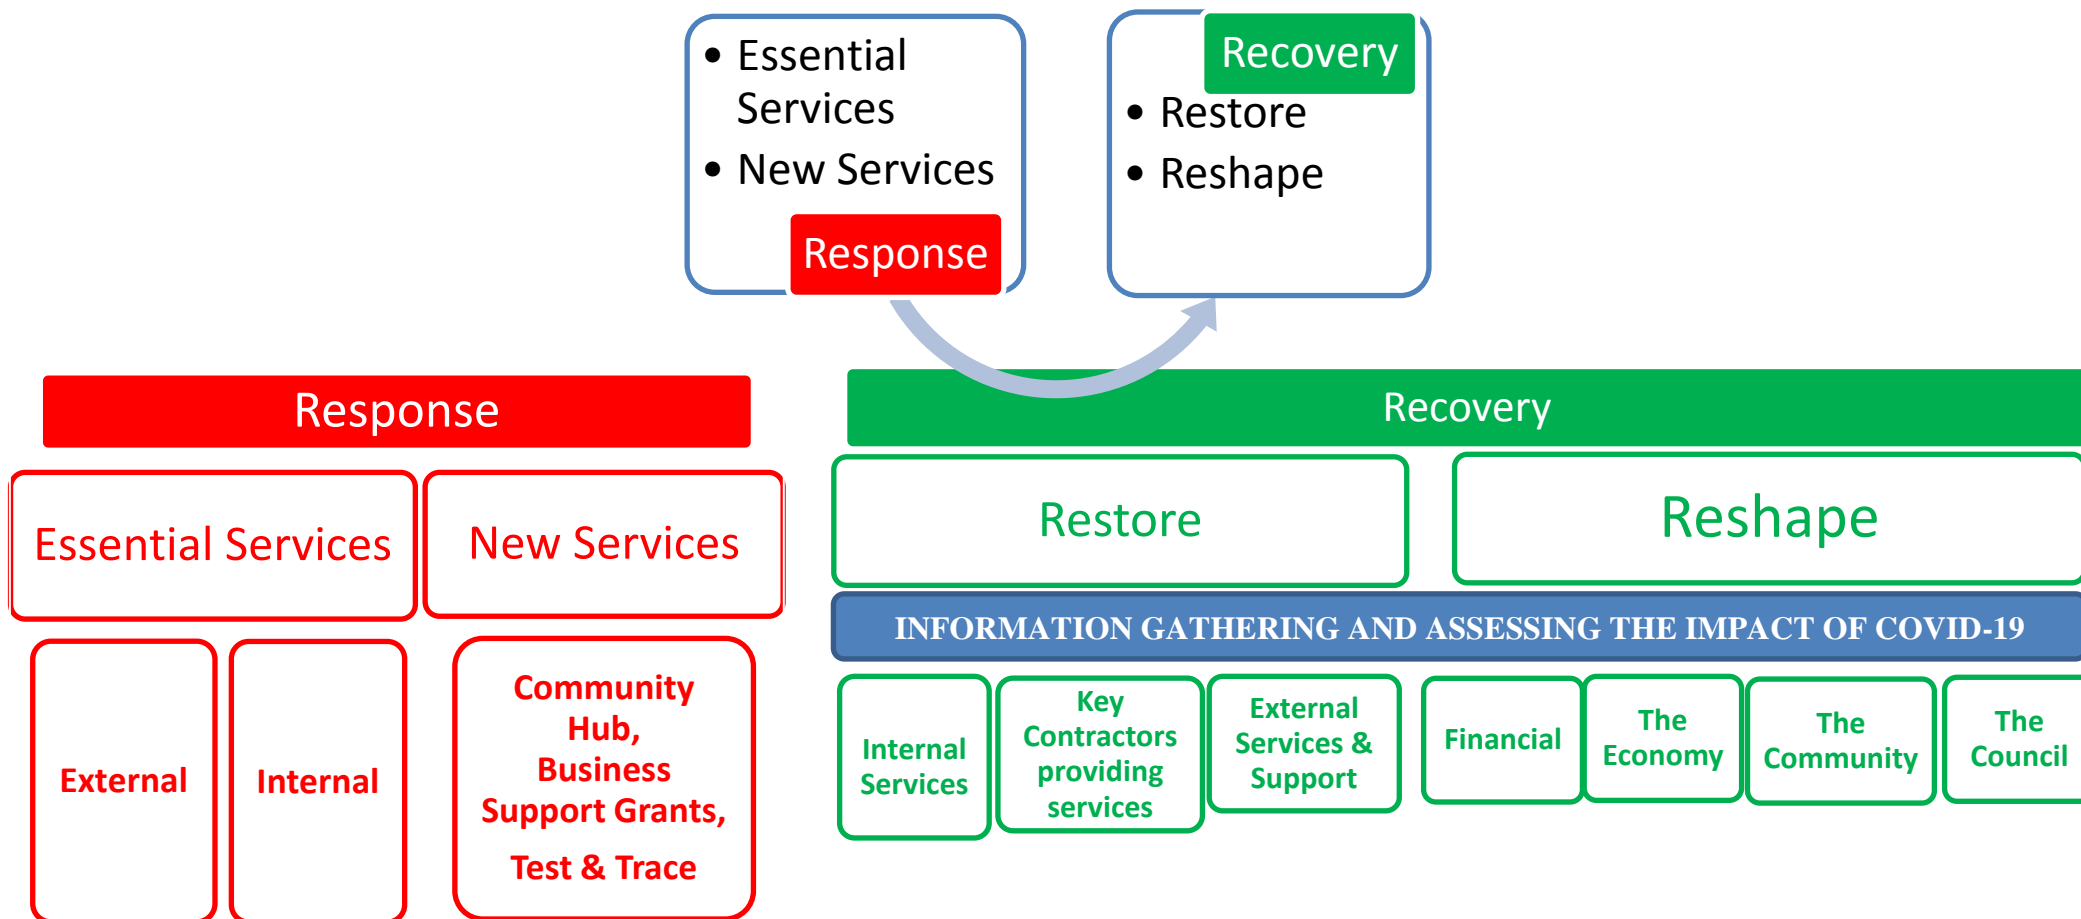 • Essential
Services
• New Services
Response
Recovery
• Restore
• Reshape
Response
Essential Services
New Services
External
Internal
Community
Hub,
Business
Support Grants,
Test & Trace
Recovery
Restore
Reshape
INFORMATION GATHERING AND ASSESSING THE IMPACT OF COVID-19
Internal
Services
Key
Contractors
providing
services
External
Services &
Support
Financial
The
Economy
The
Community
The
Council